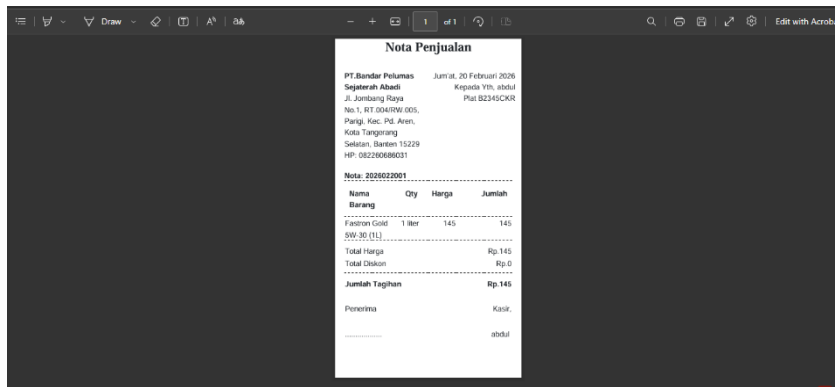 Draw
aあ
1 of 1
Edit with Acroba
Nota Penjualan
PT.Bandar Pelumas Sejaterah Abadi
Jl. Jombang Raya No.1, RT.004/RW.005, Parigi, Kec. Pd. Aren, Kota Tangerang Selatan, Banten 15229
HP: 082260686031
Jum'at, 20 Februari 2026
Kepada Yth, abdul
Plat B2345CKR
Nota: 2026022001
Nama Barang Qty Harga Jumlah
Fastron Gold 5W-30 (1L) 1 liter 145 145
Total Harga Rp.145
Total Diskon Rp.0
Jumlah Tagihan Rp.145
Penerima Kasir,
.................. abdul